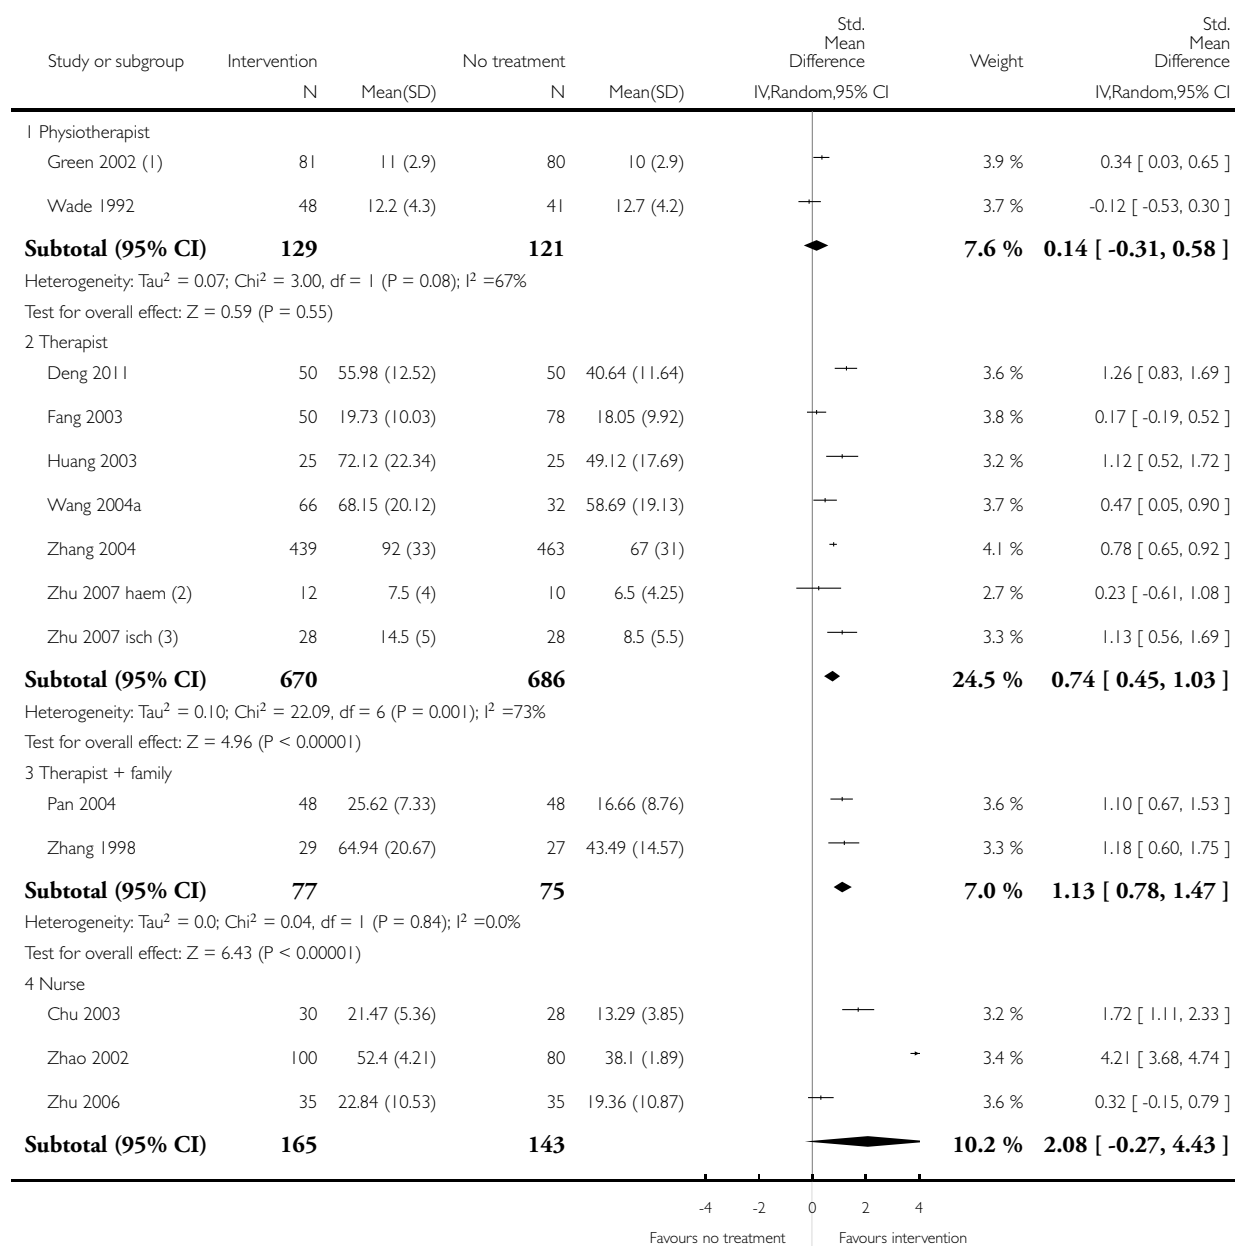 Study or subgroup Intervention No treatment Std. Mean Difference Weight Std. Mean Difference
N Mean(SD) N Mean(SD) IV,Random,95% CI IV,Random,95% CI
1 Physiotherapist
Green 2002 (1) 81 11 (2.9) 80 10 (2.9) 3.9 % 0.34 [ 0.03, 0.65 ]
Wade 1992 48 12.2 (4.3) 41 12.7 (4.2) 3.7 % -0.12 [ -0.53, 0.30 ]
Subtotal (95% CI) 129 121 7.6 % 0.14 [ -0.31, 0.58 ]
Heterogeneity: Tau² = 0.07; Chi² = 3.00, df = 1 (P = 0.08); I² =67%
Test for overall effect: Z = 0.59 (P = 0.55)
2 Therapist
Deng 2011 50 55.98 (12.52) 50 40.64 (11.64) 3.6 % 1.26 [ 0.83, 1.69 ]
Fang 2003 50 19.73 (10.03) 78 18.05 (9.92) 3.8 % 0.17 [ -0.19, 0.52 ]
Huang 2003 25 72.12 (22.34) 25 49.12 (17.69) 3.2 % 1.12 [ 0.52, 1.72 ]
Wang 2004a 66 68.15 (20.12) 32 58.69 (19.13) 3.7 % 0.47 [ 0.05, 0.90 ]
Zhang 2004 439 92 (33) 463 67 (31) 4.1 % 0.78 [ 0.65, 0.92 ]
Zhu 2007 haem (2) 12 7.5 (4) 10 6.5 (4.25) 2.7 % 0.23 [ -0.61, 1.08 ]
Zhu 2007 isch (3) 28 14.5 (5) 28 8.5 (5.5) 3.3 % 1.13 [ 0.56, 1.69 ]
Subtotal (95% CI) 670 686 24.5 % 0.74 [ 0.45, 1.03 ]
Heterogeneity: Tau² = 0.10; Chi² = 22.09, df = 6 (P = 0.001); I² =73%
Test for overall effect: Z = 4.96 (P < 0.00001)
3 Therapist + family
Pan 2004 48 25.62 (7.33) 48 16.66 (8.76) 3.6 % 1.10 [ 0.67, 1.53 ]
Zhang 1998 29 64.94 (20.67) 27 43.49 (14.57) 3.3 % 1.18 [ 0.60, 1.75 ]
Subtotal (95% CI) 77 75 7.0 % 1.13 [ 0.78, 1.47 ]
Heterogeneity: Tau² = 0.0; Chi² = 0.04, df = 1 (P = 0.84); I² =0.0%
Test for overall effect: Z = 6.43 (P < 0.00001)
4 Nurse
Chu 2003 30 21.47 (5.36) 28 13.29 (3.85) 3.2 % 1.72 [ 1.11, 2.33 ]
Zhao 2002 100 52.4 (4.21) 80 38.1 (1.89) 3.4 % 4.21 [ 3.68, 4.74 ]
Zhu 2006 35 22.84 (10.53) 35 19.36 (10.87) 3.6 % 0.32 [ -0.15, 0.79 ]
Subtotal (95% CI) 165 143 10.2 % 2.08 [ -0.27, 4.43 ]
-4 -2 0 2 4
Favours no treatment Favours intervention